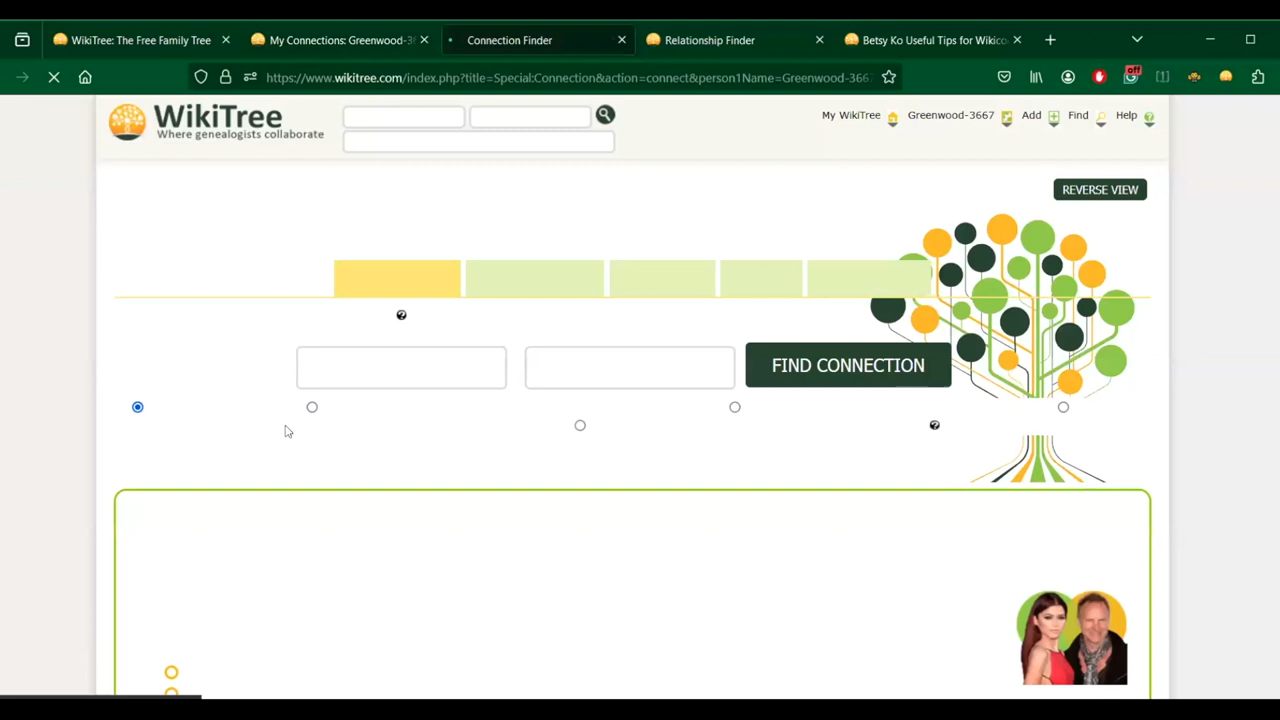 WikiTree: The Free Family Tree
My Connections: Greenwood-3
Connection Finder
Relationship Finder
Betsy Ko Useful Tips for Wikico
https://www.wikitree.com/index.php?title=Special:Connection&action=connect&person1Name=Greenwood-366
off
WikiTree
Where genealogists collaborate
My WikiTree
Greenwood-3667
Add
Find
Help
REVERSE VIEW
FIND CONNECTION